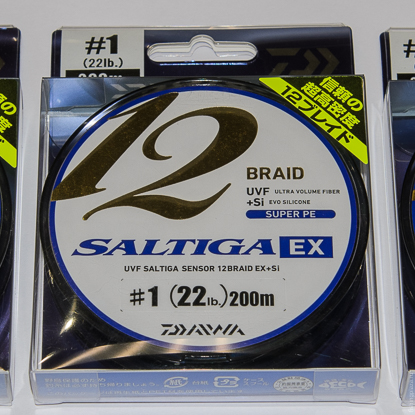 #1
(22lb.)
200m
信頼の
超高密度
12ブレイド
12
BRAID
UVF ULTRA VOLUME FIBER
+Si EVO SILICONE
SUPER PE
SALTIGA EX
UVF SALTIGA SENSOR 12BRAID EX+Si
#1 (22lb.) 200m
DAIWA